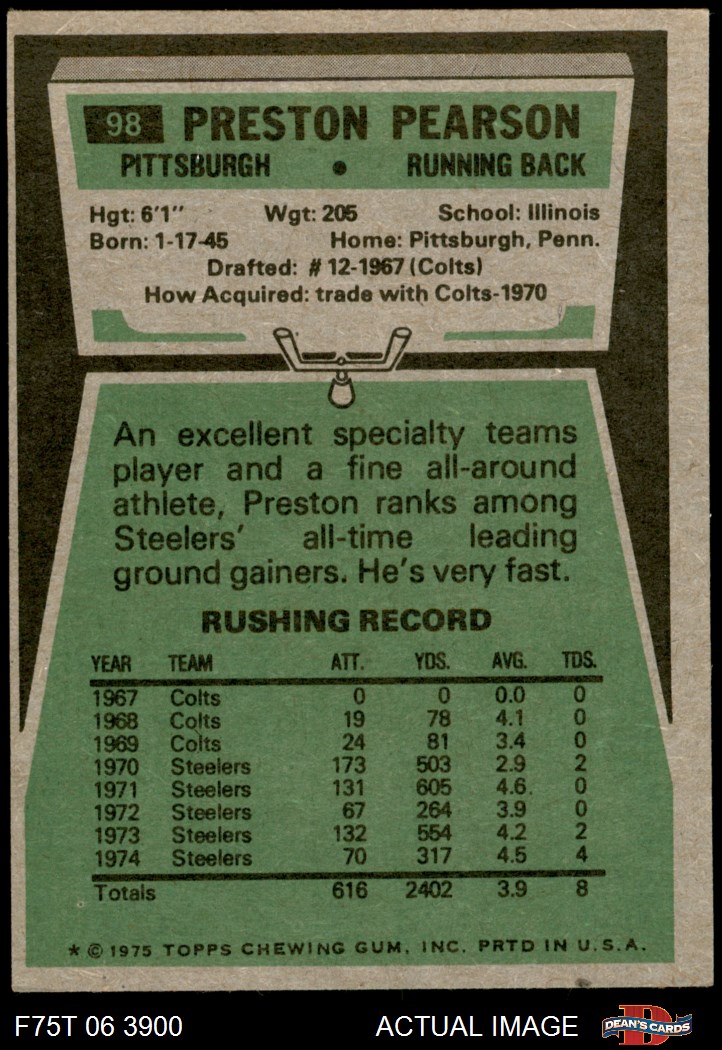 98 PRESTON PEARSON
PITTSBURGH • RUNNING BACK
Hgt: 6'1" Wgt: 205 School: Illinois
Born: 1-17-45 Home: Pittsburgh, Penn.
Drafted: #12-1967 (Colts)
How Acquired: trade with Colts-1970
An excellent specialty teams
player and a fine all-around
athlete, Preston ranks among
Steelers' all-time leading
ground gainers. He's very fast.
RUSHING RECORD
YEAR TEAM ATT. YDS. AVG. TDS.
1967 Colts 0 0 0.0 0
1968 Colts 19 78 4.1 0
1969 Colts 24 81 3.4 0
1970 Steelers 173 503 2.9 2
1971 Steelers 131 605 4.6. 0
1972 Steelers 67 264 3.9 0
1973 Steelers 132 554 4.2 2
1974 Steelers 70 317 4.5 4
Totals 616 2402 3.9 8
* © 1975 TOPPS CHEWING GUM, INC. PRTD IN U.S.A.
F75T 06 3900 ACTUAL IMAGE D DEAN'S CARDS